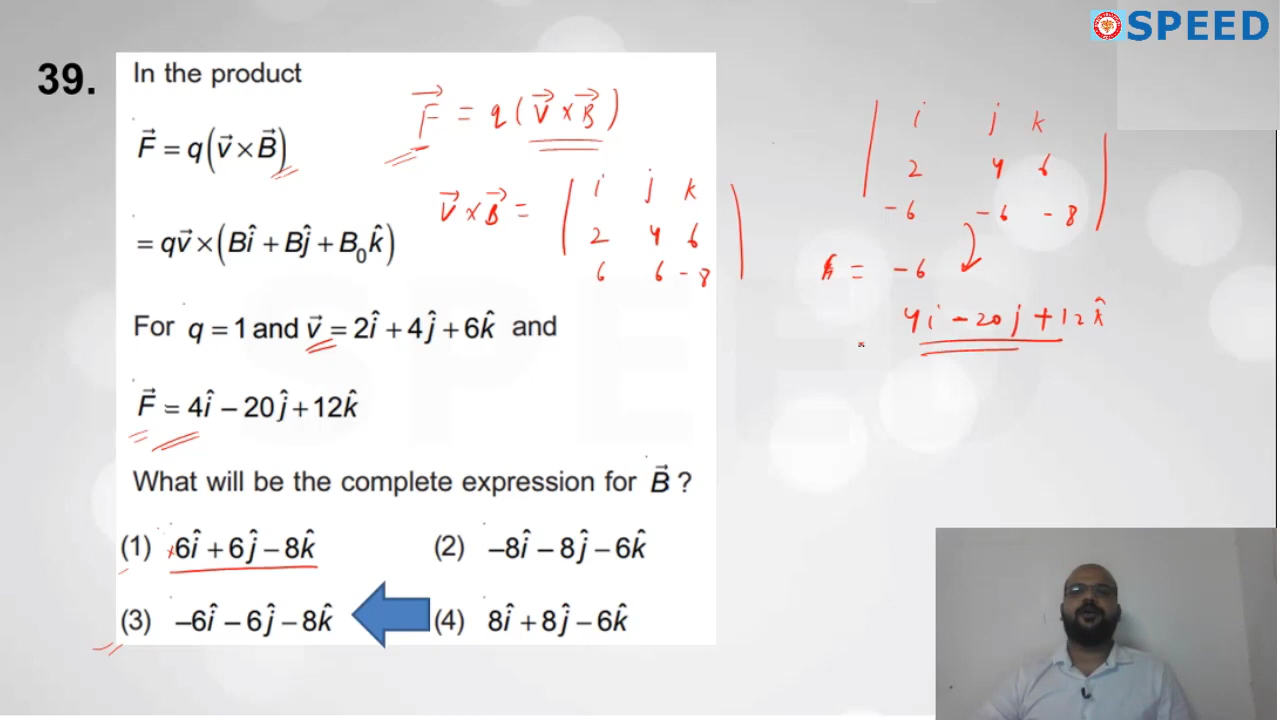 SPEED
39.
In the product
F⃗ = q(v⃗ × B⃗)
= qv⃗ × (Bî + Bĵ + B₀k̂)
For q = 1 and v⃗ = 2î + 4ĵ + 6k̂ and
F⃗ = 4î − 20ĵ + 12k̂
What will be the complete expression for B⃗ ?
(1) 6î + 6ĵ − 8k̂
(2) −8î − 8ĵ − 6k̂
(3) −6î − 6ĵ − 8k̂
(4) 8î + 8ĵ − 6k̂
F⃗ = q(V⃗ × B⃗)
V⃗ × B⃗ = | i j k |
2 4 6
6 6 −8
| i j k |
2 4 6
−6 −6 −8
= −6
4i − 20j + 12k̂